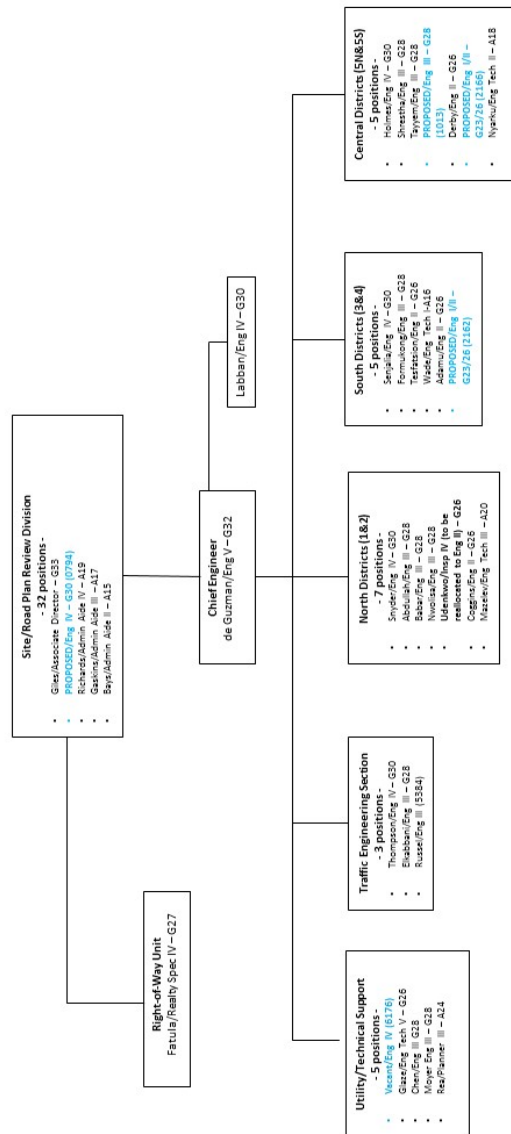 Site/Road Plan Review Division
- 32 positions -
• Giles/Associate Director – G33
• PROPOSED/Eng IV – G30 (0794)
• Richards/Admin Aide IV – A19
• Gaskins/Admin Aide III – A17
• Bays/Admin Aide II – A15
Right-of-Way Unit
Fatula/Realty Spec IV – G27
Chief Engineer
de Guzman/Eng V – G32
Labban/Eng IV – G30
Utility/Technical Support
- 5 positions -
• Vacant/Eng IV (6176)
• Glaze/Eng Tech V – G26
• Chen/Eng III G28
• Moyer Eng III – G28
• Rea/Planner III – A24
Traffic Engineering Section
- 3 positions -
• Thompson/Eng IV – G30
• Elkabbani/Eng III – G28
• Russel/Eng III (5384)
North Districts (1&2)
- 7 positions -
• Snyder/Eng IV – G30
• Abdullah/Eng III – G28
• Babar/Eng III – G28
• Nwolisa/Eng III – G28
• Udenkwo/Insp IV (to be
reallocated to Eng II) – G26
• Coggins/Eng II – G26
• Mazelev/Eng Tech III – A20
South Districts (3&4)
- 5 positions -
• Senjalia/Eng IV – G30
• Formukong/Eng III – G28
• Tesfatsion/Eng II – G26
• Wade/Eng Tech I-A16
• Adamu/Eng II – G26
• PROPOSED/Eng I/II –
G23/26 (2162)
Central Districts (5N&5S)
- 5 positions -
• Holmes/Eng IV – G30
• Shrestha/Eng III – G28
• Tayyem/Eng III – G28
• PROPOSED/Eng III – G28
(1013)
• Derby/Eng II – G26
• PROPOSED/Eng I/II –
G23/26 (2166)
• Nyarku/Eng Tech II – A18